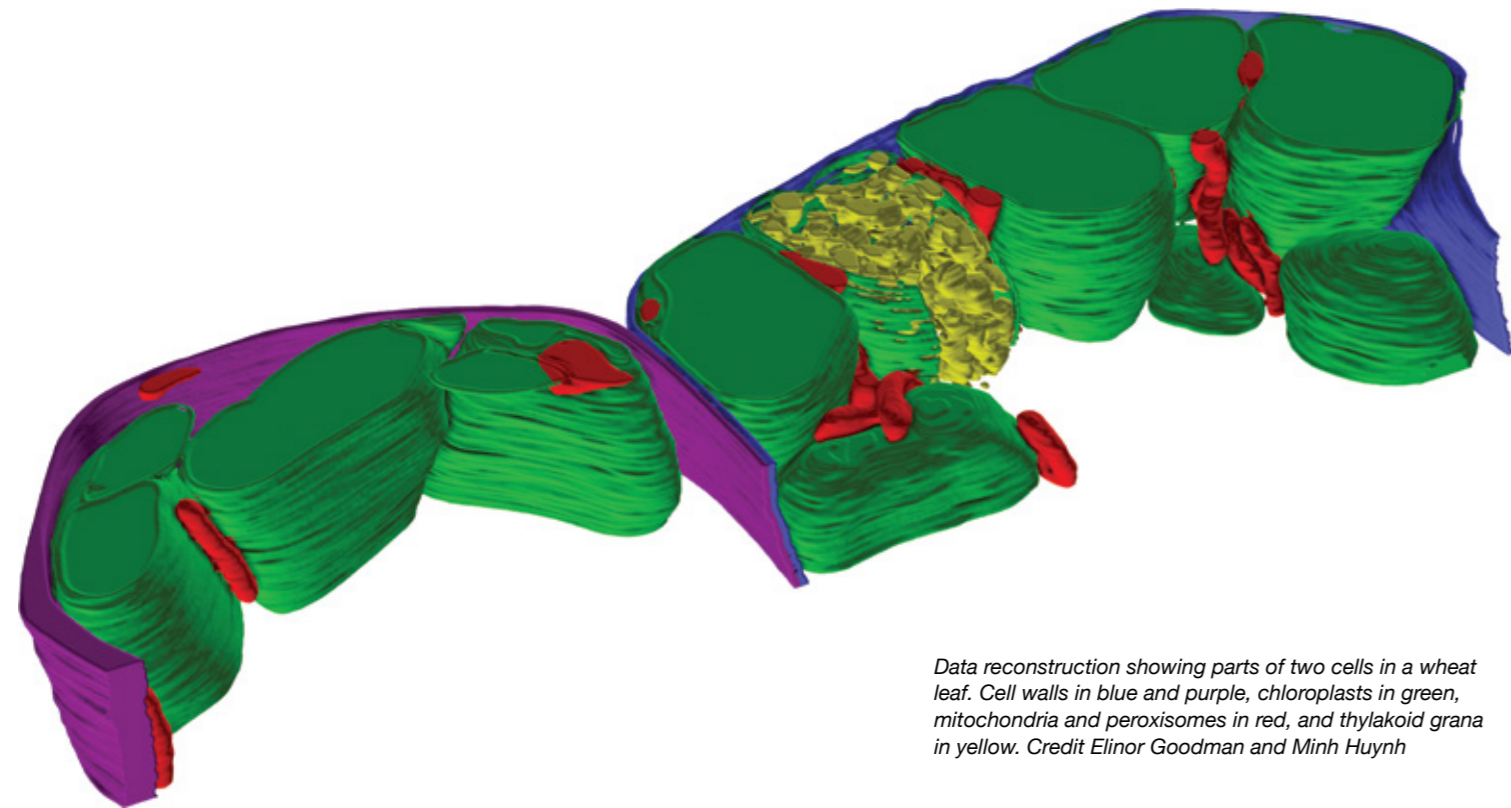 Data reconstruction showing parts of two cells in a wheat
leaf. Cell walls in blue and purple, chloroplasts in green,
mitochondria and peroxisomes in red, and thylakoid grana
in yellow. Credit Elinor Goodman and Minh Huynh